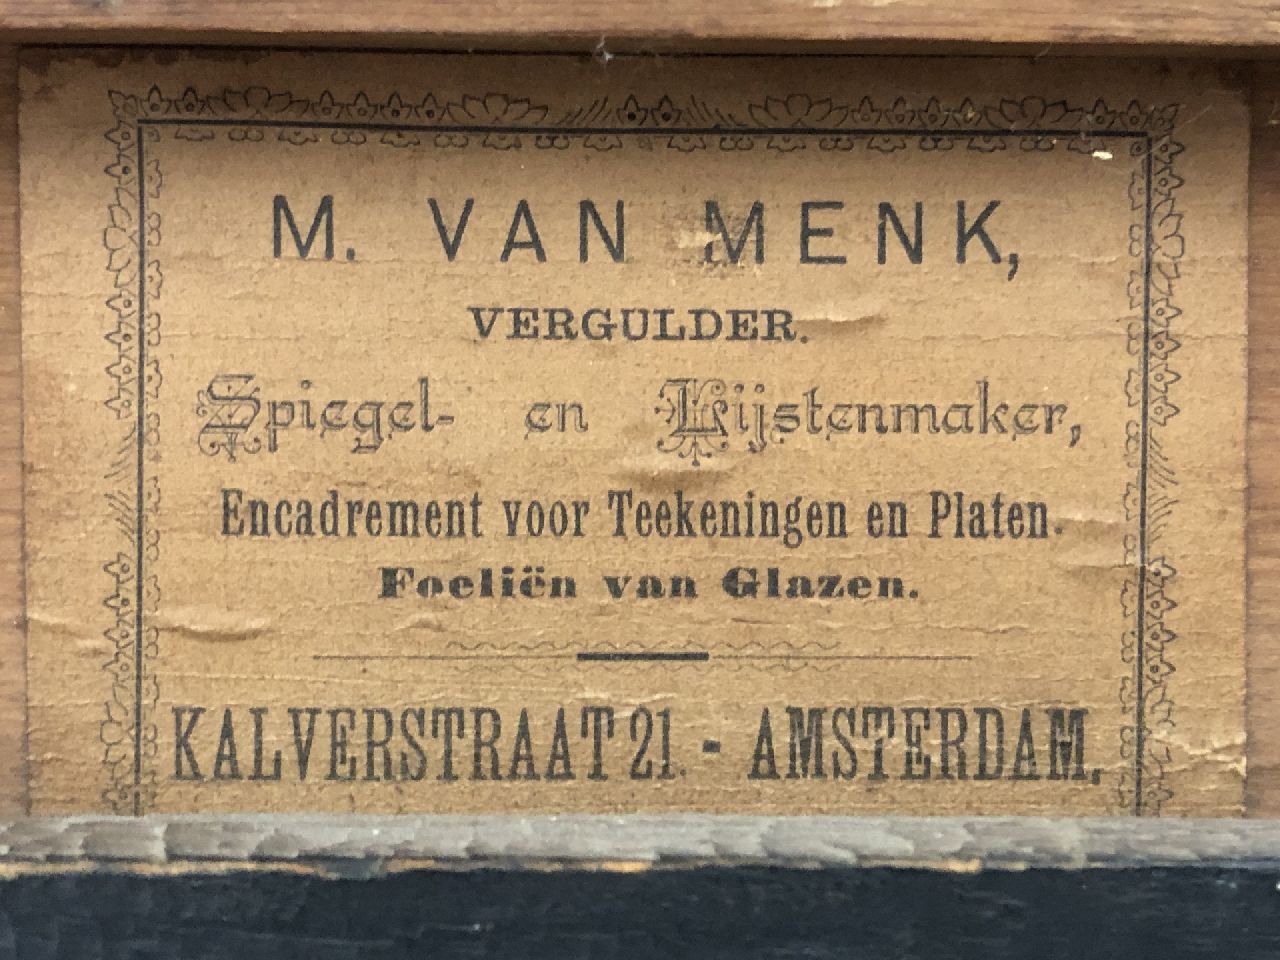 M. VAN MENK,
VERGULDER.
Spiegel- en Lijstenmaker,
Encadrement voor Teekeningen en Platen.
Foeliën van Glazen.
KALVERSTRAAT 21. - AMSTERDAM.